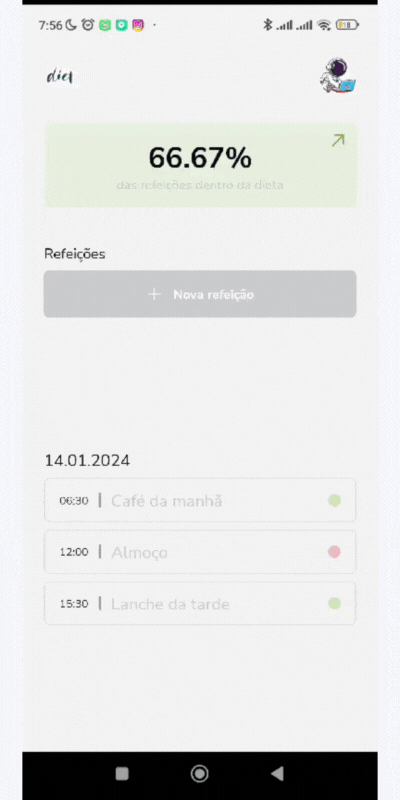 7:56
diet
66.67%
das refeições dentro da dieta
Refeições
+ Nova refeição
14.01.2024
06:30 | Café da manhã
12:00 | Almoço
15:30 | Lanche da tarde